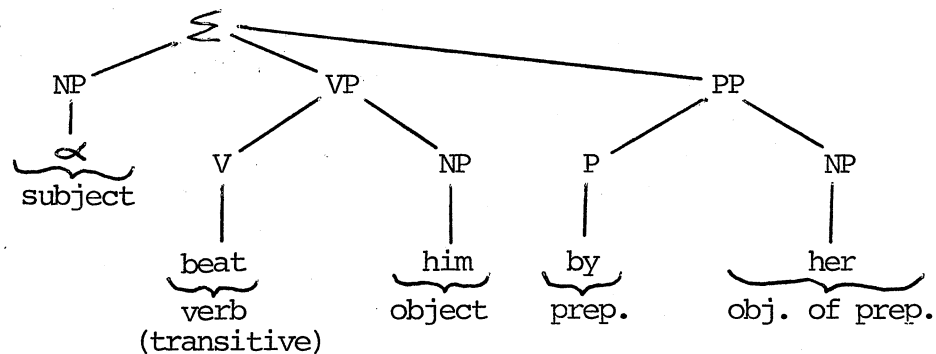 Σ
NP VP PP
α V NP P NP
subject
beat him by her
verb object prep. obj. of prep.
(transitive)